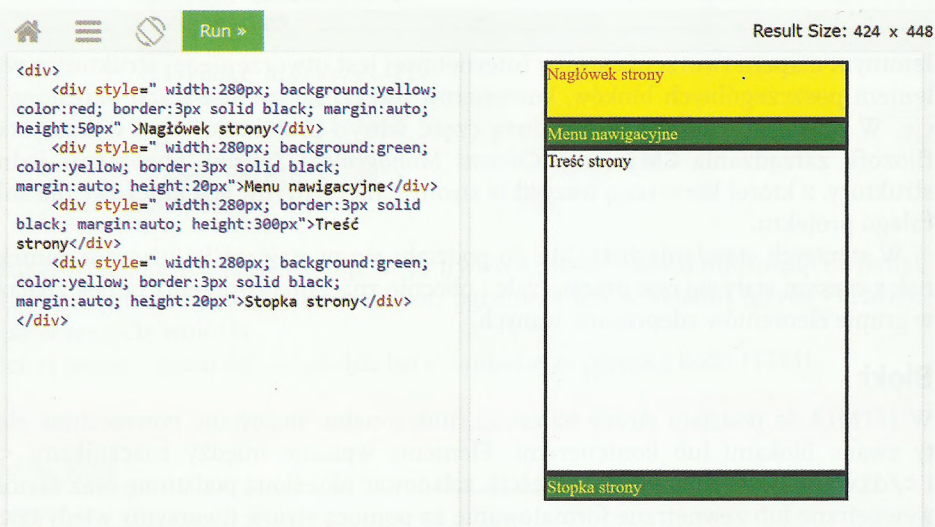 Run »
Result Size: 424 x 448
<div>
<div style=" width:280px; background:yellow;
color:red; border:3px solid black; margin:auto;
height:50px" >Nagłówek strony</div>
<div style=" width:280px; background:green;
color:yellow; border:3px solid black;
margin:auto; height:20px">Menu nawigacyjne</div>
<div style=" width:280px; border:3px solid
black; margin:auto; height:300px">Treść
strony</div>
<div style=" width:280px; background:green;
color:yellow; border:3px solid black;
margin:auto; height:20px">Stopka strony</div>
</div>
Nagłówek strony
Menu nawigacyjne
Treść strony
Stopka strony